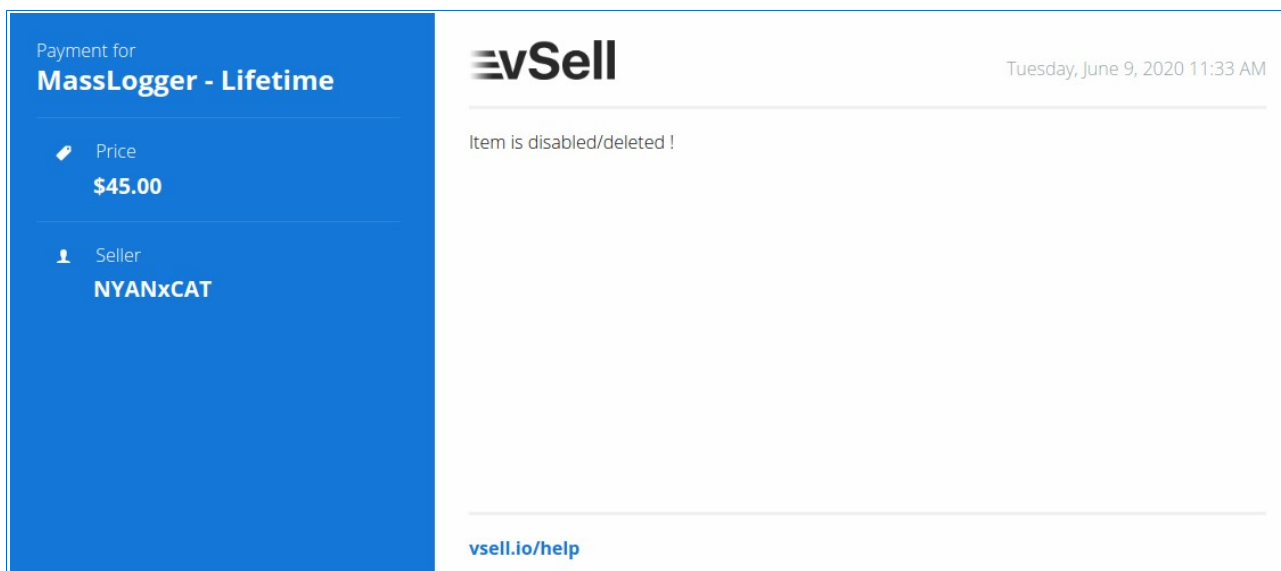 Payment for
MassLogger - Lifetime
Price
$45.00
Seller
NYANxCAT
vSell
Tuesday, June 9, 2020 11:33 AM
Item is disabled/deleted !
vsell.io/help